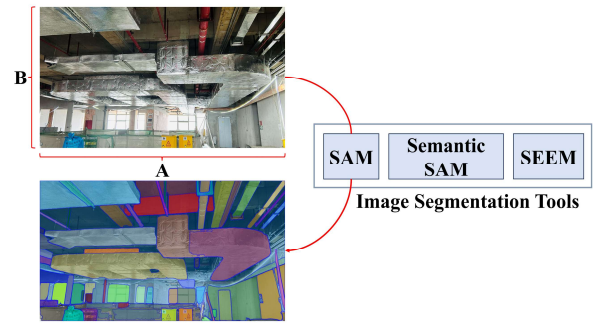 B
A
SAM
Semantic
SAM
SEEM
Image Segmentation Tools